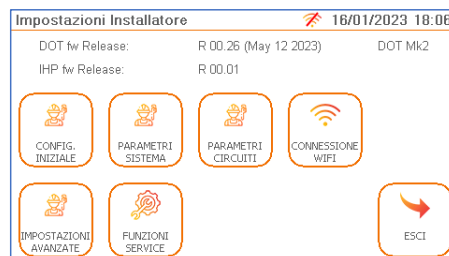 Impostazioni Installatore 16/01/2023 18:06
DOT fw Release: R 00.26 (May 12 2023) DOT Mk2
IHP fw Release: R 00.01
CONFIG. INIZIALE
PARAMETRI SISTEMA
PARAMETRI CIRCUITI
CONNESSIONE WIFI
IMPOSTAZIONI AVANZATE
FUNZIONI SERVICE
ESCI